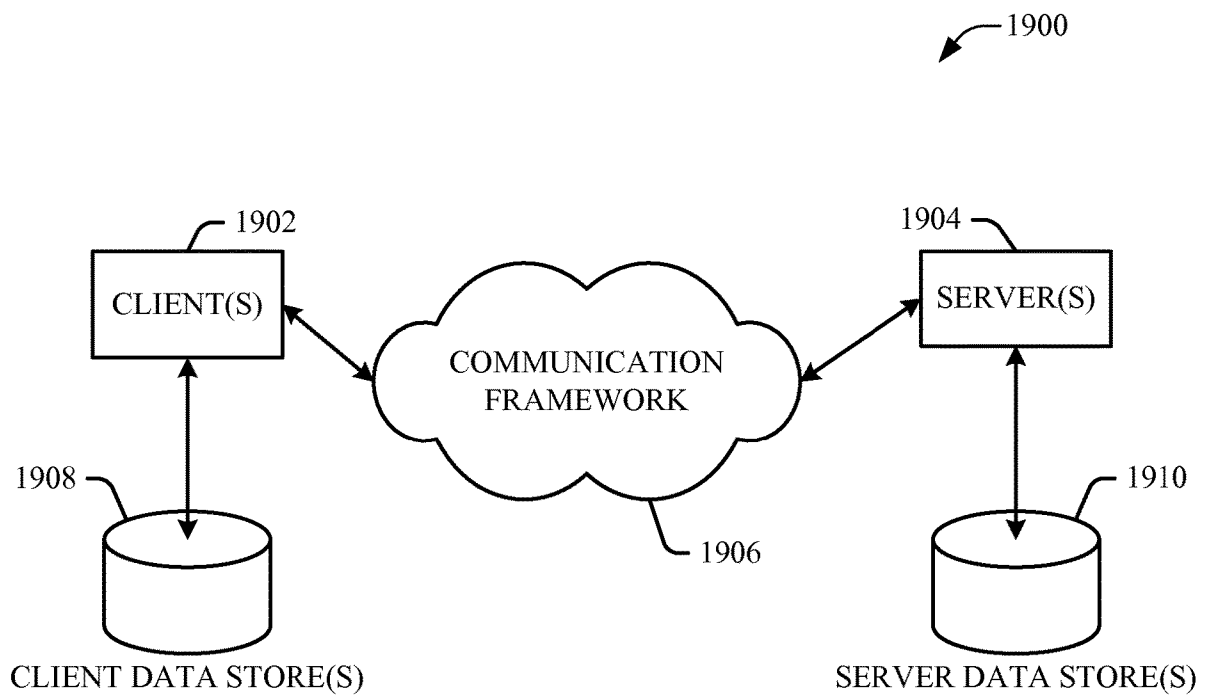 1900
1902
1904
CLIENT(S)
SERVER(S)
COMMUNICATION
FRAMEWORK
1908
1910
1906
CLIENT DATA STORE(S)
SERVER DATA STORE(S)